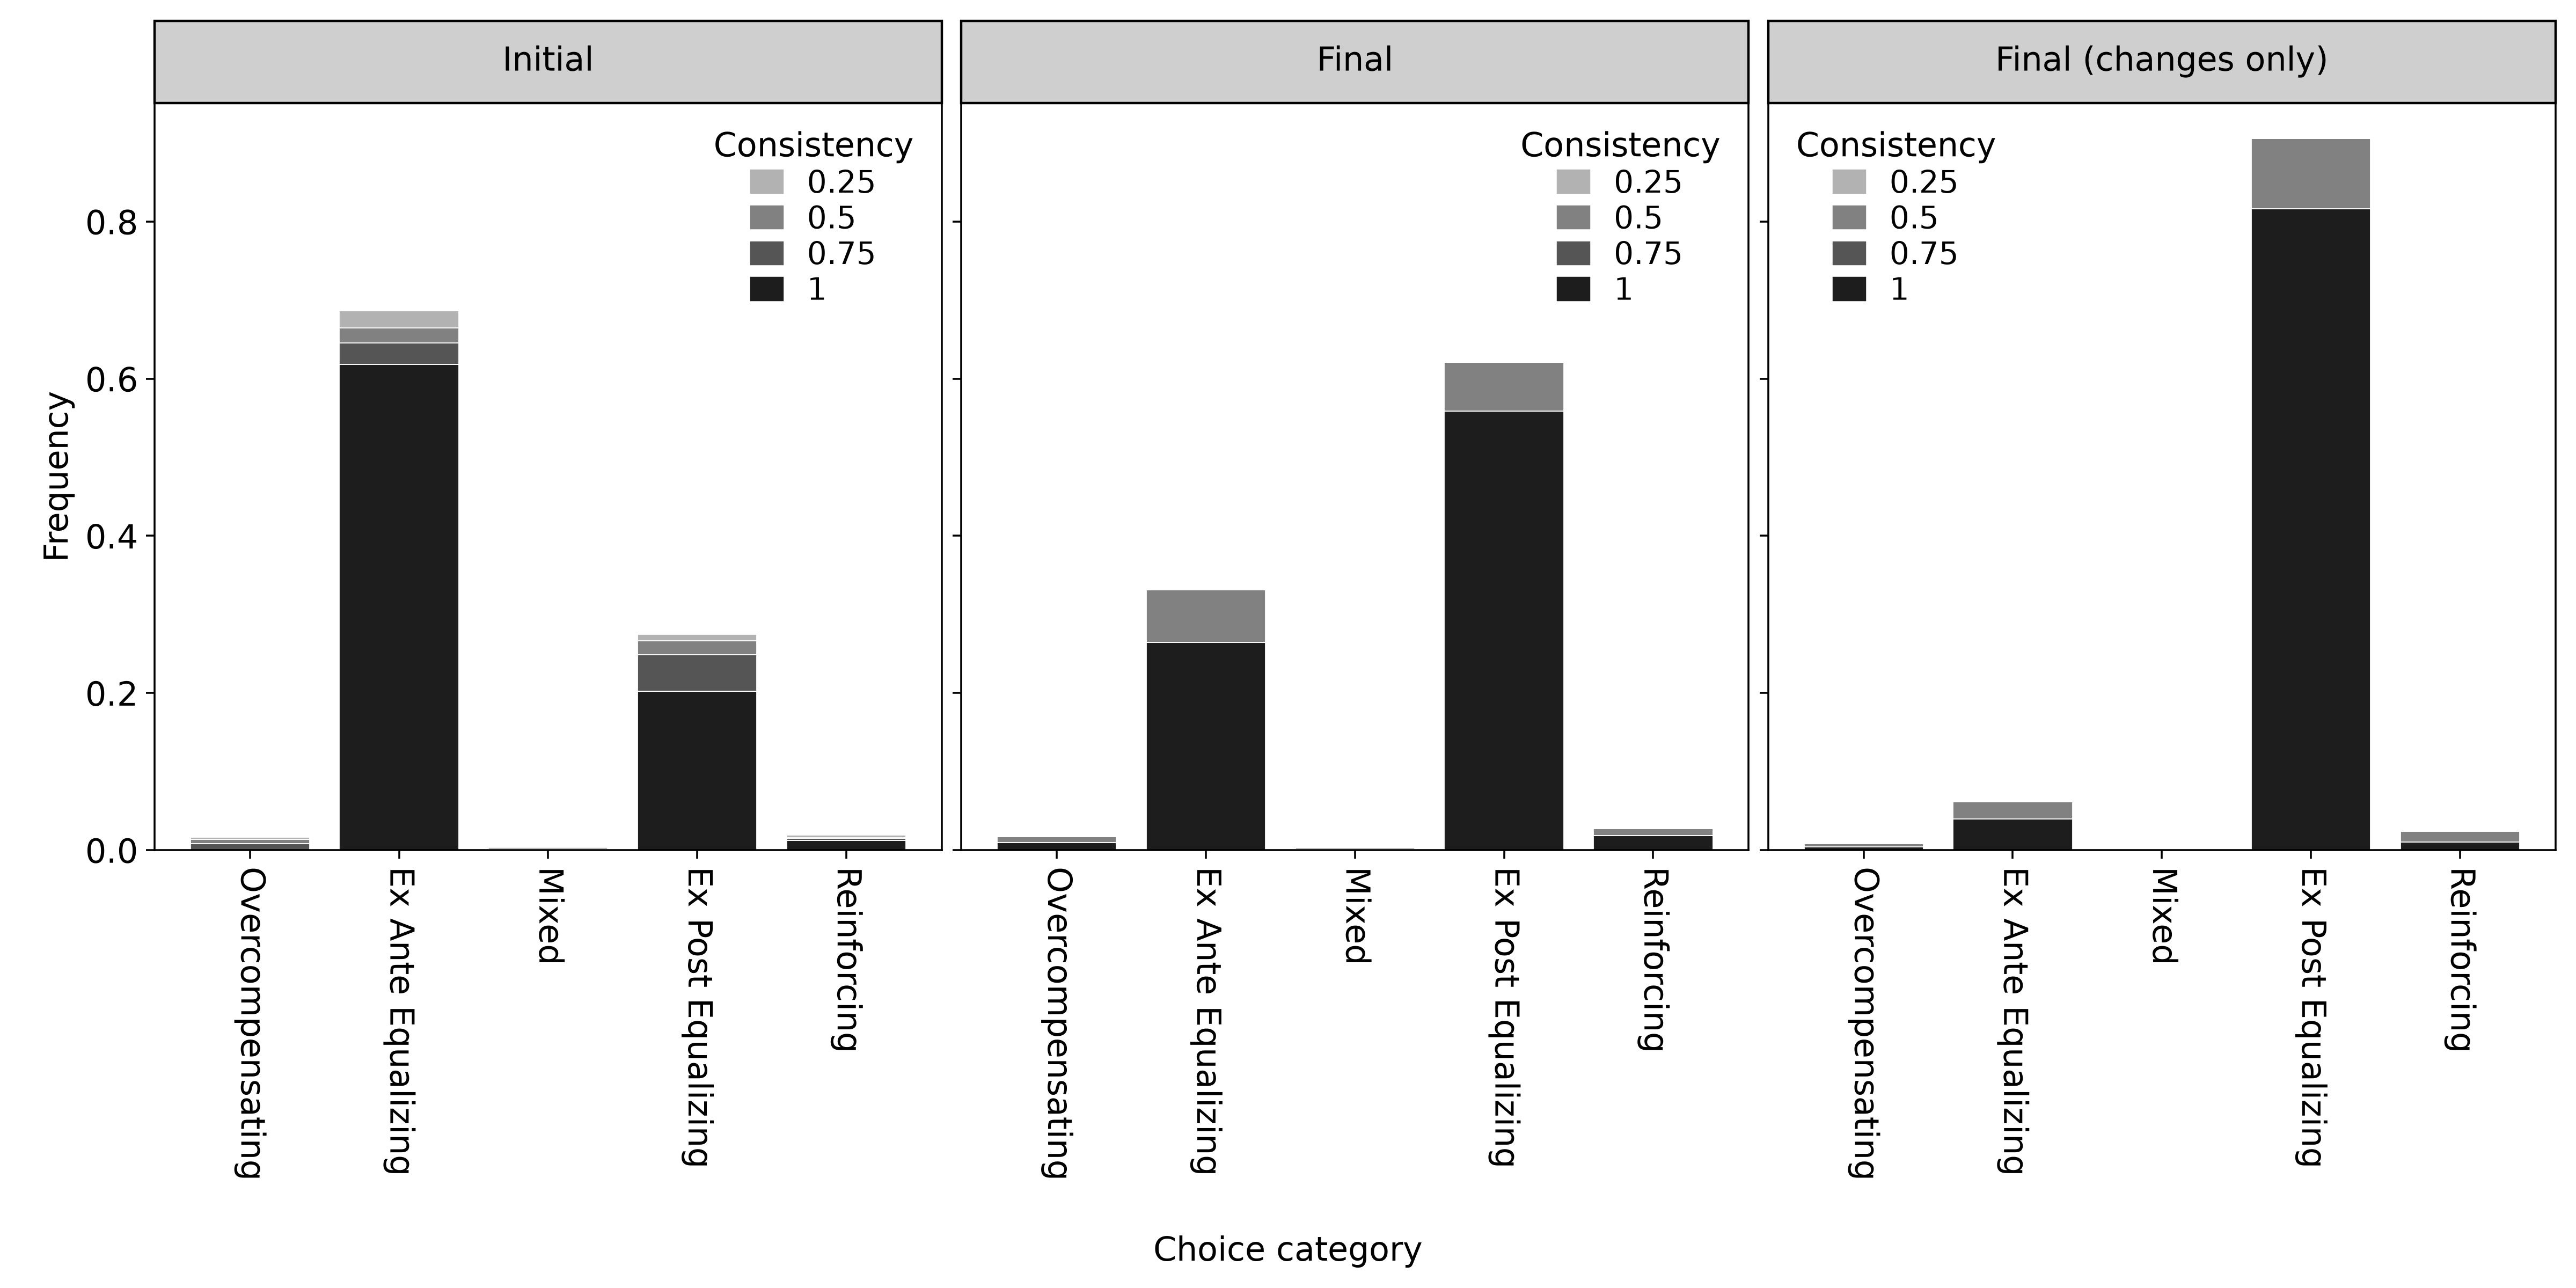 Initial
Final
Final (changes only)
Consistency
0.25
0.5
0.75
1
Consistency
0.25
0.5
0.75
1
Consistency
0.25
0.5
0.75
1
Frequency
0.8
0.6
0.4
0.2
0.0
Overcompensating
Ex Ante Equalizing
Mixed
Ex Post Equalizing
Reinforcing
Overcompensating
Ex Ante Equalizing
Mixed
Ex Post Equalizing
Reinforcing
Overcompensating
Ex Ante Equalizing
Mixed
Ex Post Equalizing
Reinforcing
Choice category